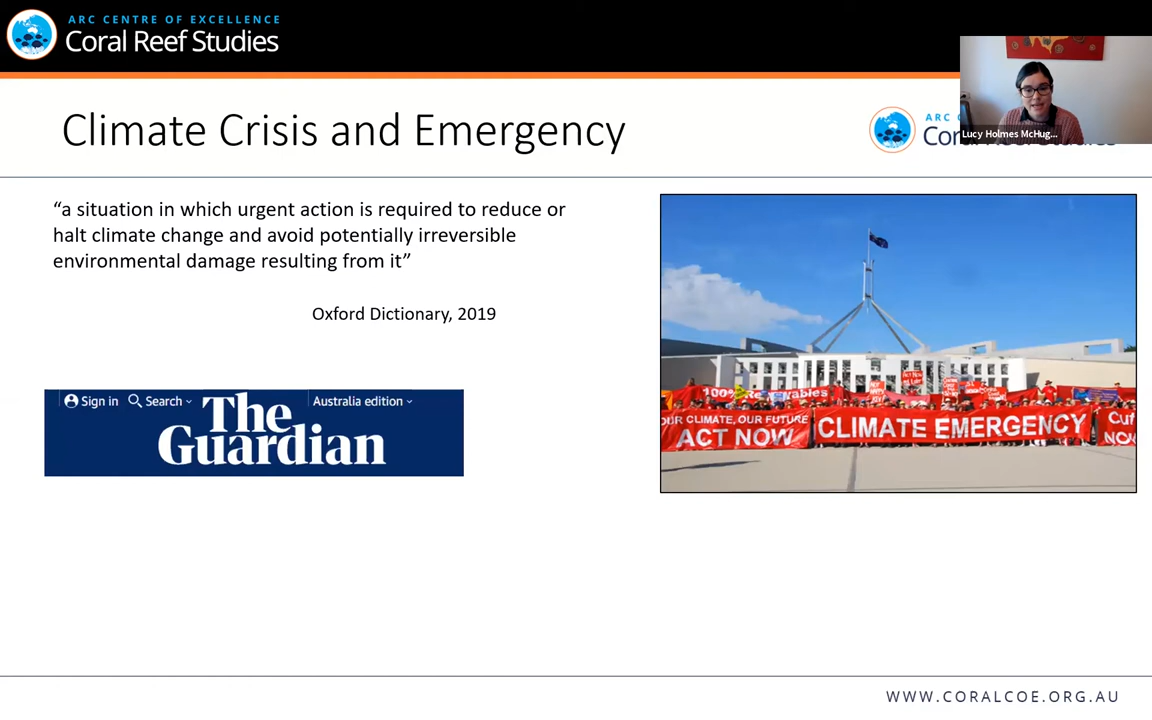 ARC CENTRE OF EXCELLENCE
Coral Reef Studies
Lucy Holmes McHug...
Climate Crisis and Emergency
ARC
“a situation in which urgent action is required to reduce or
halt climate change and avoid potentially irreversible
environmental damage resulting from it”
Oxford Dictionary, 2019
Sign in Search Australia edition
The
Guardian
100% Renewables
OUR CLIMATE, OUR FUTURE
ACT NOW
CLIMATE EMERGENCY
Cut
NOW
WWW.CORALCOE.ORG.AU